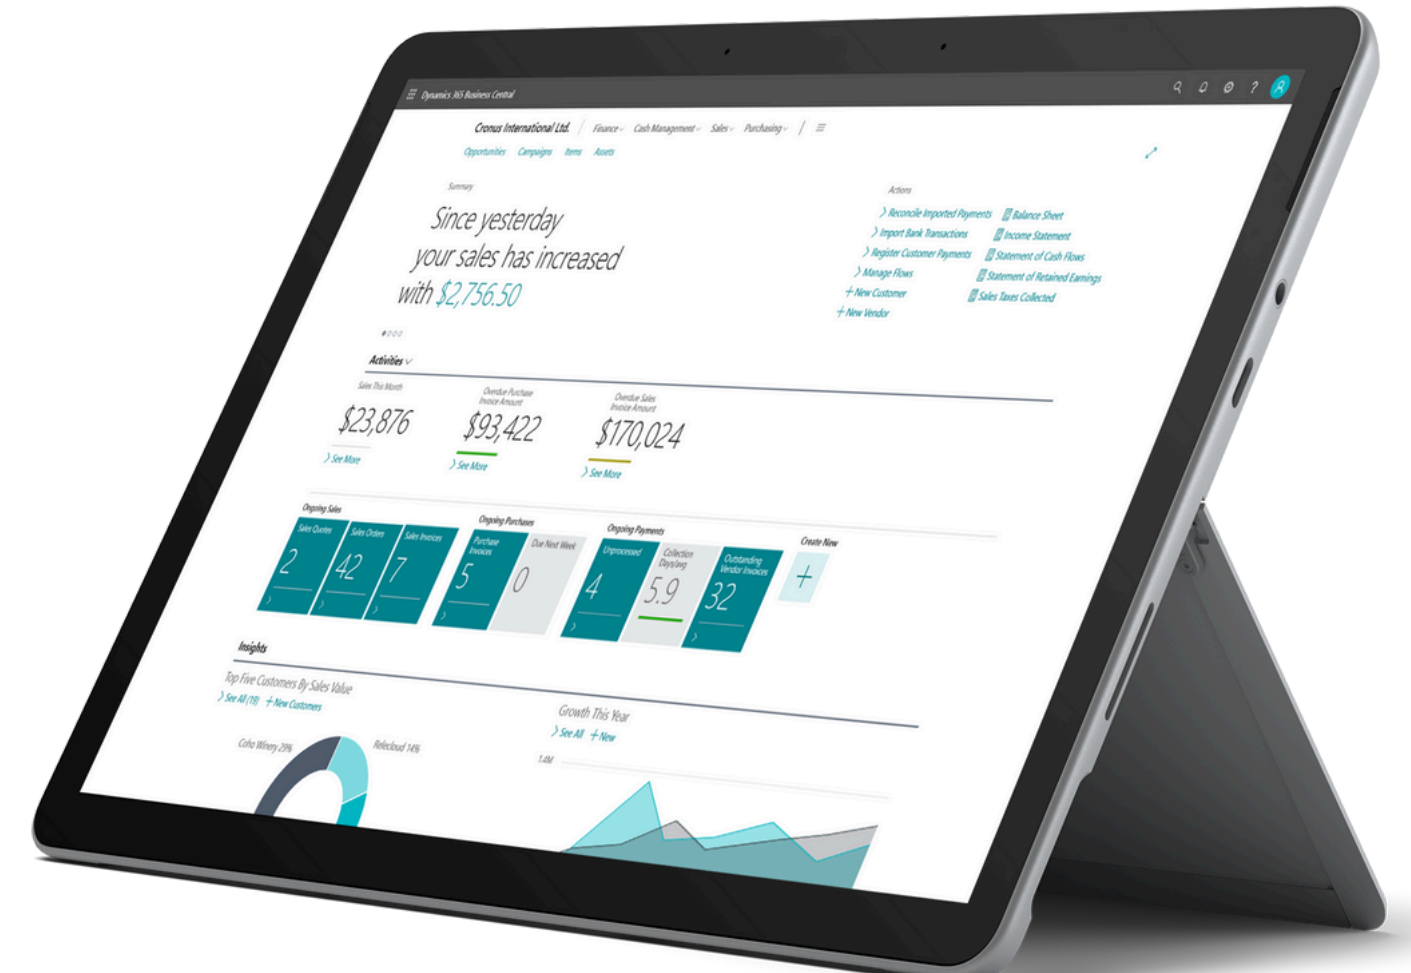 Dynamics 365 Business Central
?
Cronus International Ltd.
Finance
Cash Management
Sales
Purchasing
Opportunities
Campaigns
Items
Assets
Summary
Since yesterday
your sales has increased
with $2,756.50
Actions
Reconcile Imported Payments
Import Bank Transactions
Register Customer Payments
Manage Flows
+ New Customer
+ New Vendor
Balance Sheet
Income Statement
Statement of Cash Flows
Statement of Retained Earnings
Sales Taxes Collected
Activities
Sales This Month
$23,876
> See More
Overdue Purchase
Invoice Amount
$93,422
> See More
Overdue Sales
Invoice Amount
$170,024
> See More
Ongoing Sales
Sales Quotes
2
Sales Orders
42
Sales Invoices
7
Ongoing Purchases
Purchase
Invoices
5
Due Next Week
0
Ongoing Payments
Unprocessed
4
Collection
Days/avg
5.9
Outstanding
Vendor Invoices
32
Create New
+
Insights
Top Five Customers By Sales Value
> See All (19) + New Customers
Coho Winery 29%
Relecloud 14%
Growth This Year
> See All + New
1.4M